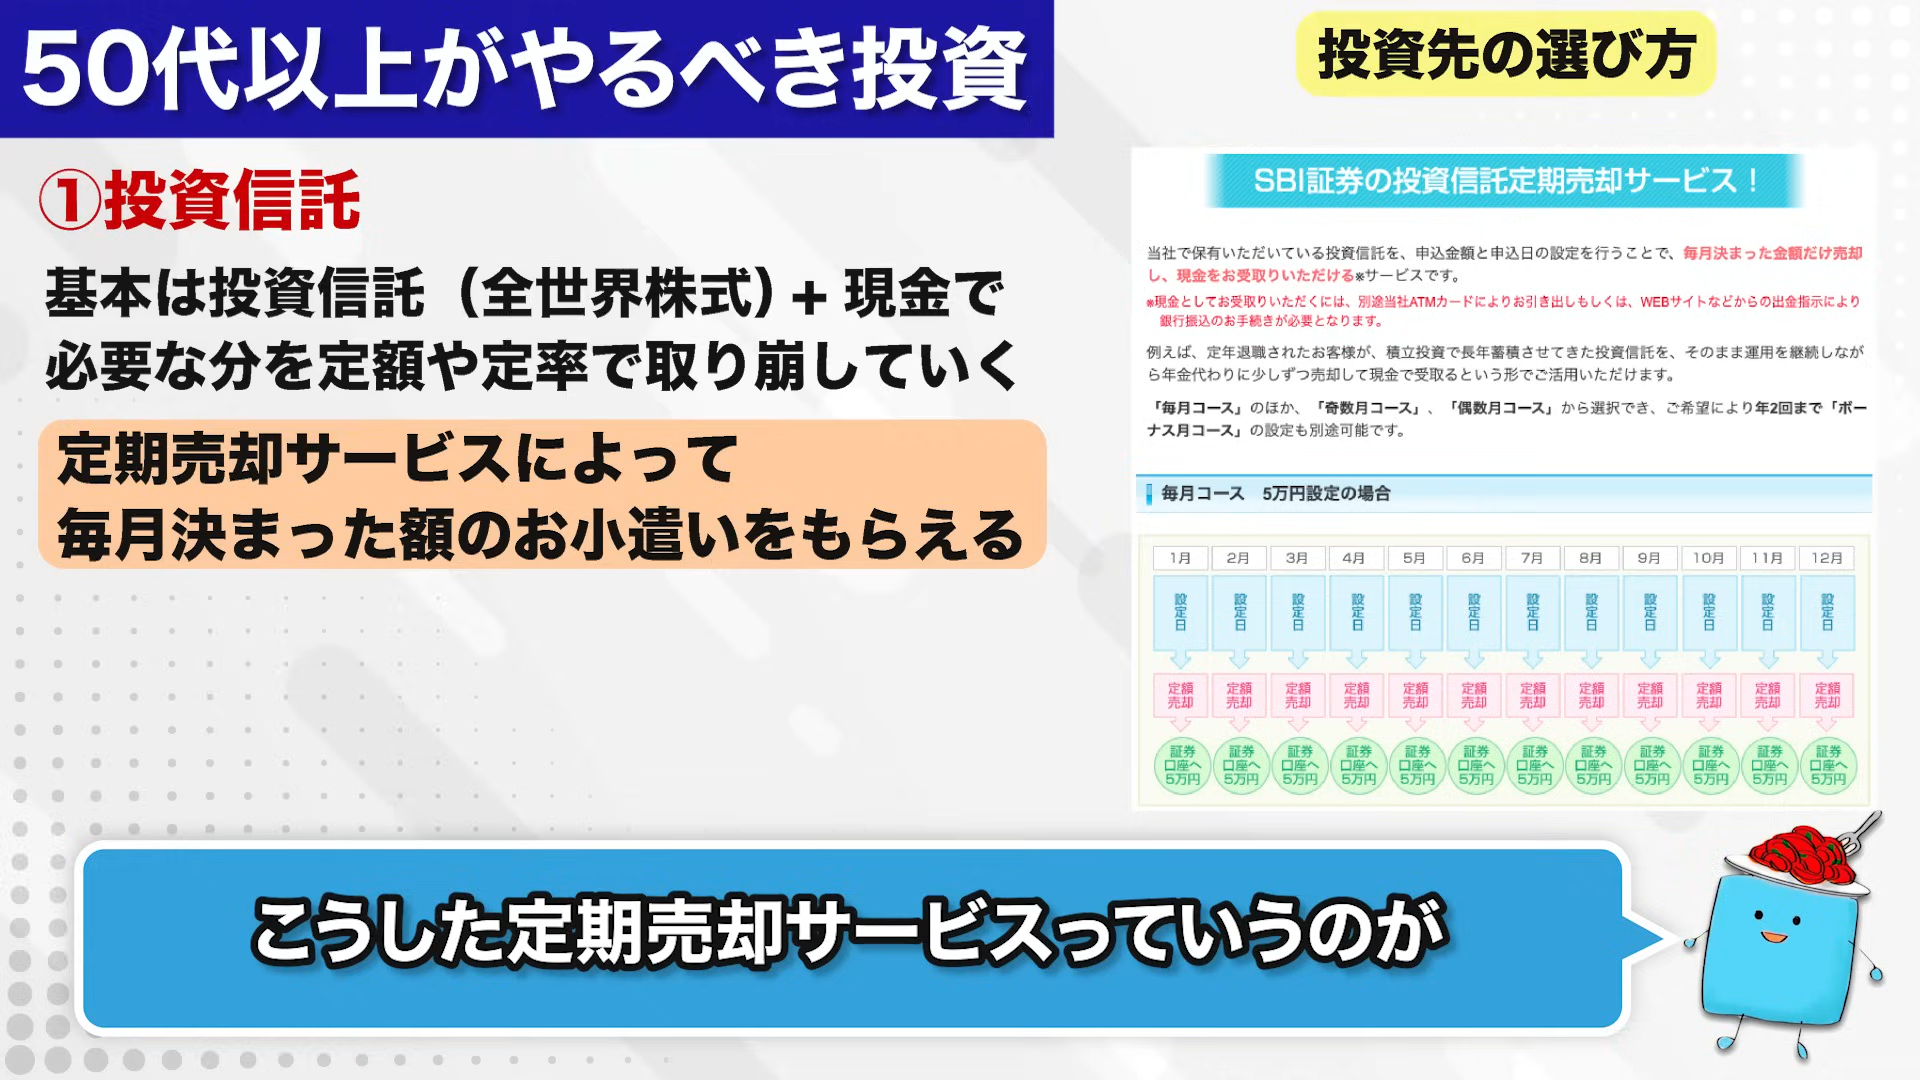 50代以上がやるべき投資
投資先の選び方
①投資信託
基本は投資信託（全世界株式）+ 現金で
必要な分を定額や定率で取り崩していく
定期売却サービスによって
毎月決まった額のお小遣いをもらえる
SBI証券の投資信託定期売却サービス！
当社で保有いただいている投資信託を、申込金額と申込日の設定を行うことで、毎月決まった金額だけ売却
し、現金をお受取りいただける※サービスです。
※現金としてお受取りいただくには、別途当社ATMカードによりお引き出しもしくは、WEBサイトなどからの出金指示により
銀行振込のお手続きが必要となります。
例えば、定年退職されたお客様が、積立投資で長年蓄積させてきた投資信託を、そのまま運用を継続しなが
ら年金代わりに少しずつ売却して現金で受取るという形でご活用いただけます。
「毎月コース」のほか、「奇数月コース」、「偶数月コース」から選択でき、ご希望により年2回まで「ボー
ナス月コース」の設定も別途可能です。
毎月コース　5万円設定の場合
1月 2月 3月 4月 5月 6月 7月 8月 9月 10月 11月 12月
設定日 設定日 設定日 設定日 設定日 設定日 設定日 設定日 設定日 設定日 設定日 設定日
定額 定額 定額 定額 定額 定額 定額 定額 定額 定額 定額 定額
売却 売却 売却 売却 売却 売却 売却 売却 売却 売却 売却 売却
証券 証券 証券 証券 証券 証券 証券 証券 証券 証券 証券 証券
口座へ 口座へ 口座へ 口座へ 口座へ 口座へ 口座へ 口座へ 口座へ 口座へ 口座へ 口座へ
5万円 5万円 5万円 5万円 5万円 5万円 5万円 5万円 5万円 5万円 5万円 5万円
こうした定期売却サービスっていうのが